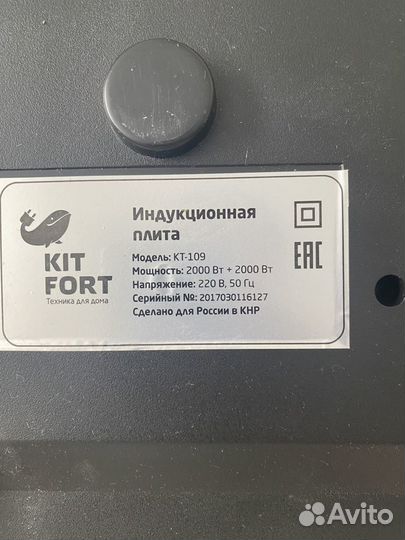 KIT
FORT
Техника для дома
Индукционная
плита
Модель: КТ-109
Мощность: 2000 Вт + 2000 Вт
Напряжение: 220 В, 50 Гц
Серийный №: 2017030116127
Сделано для России в КНР
EAC
Avito